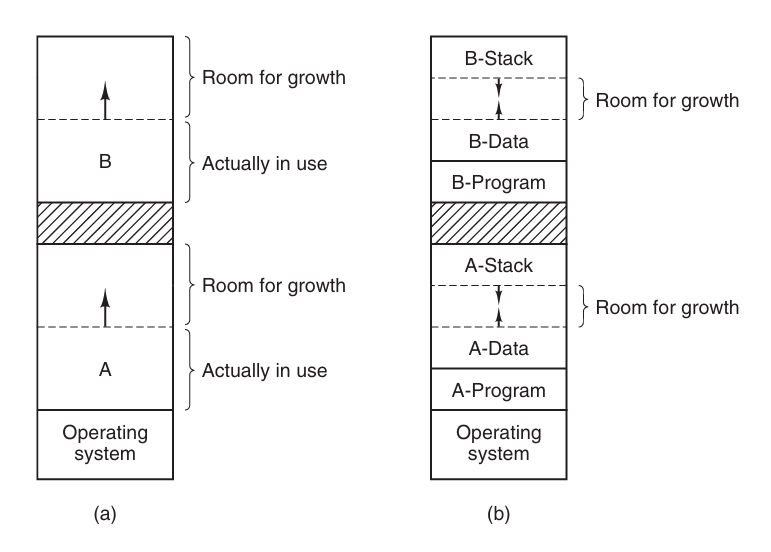 Room for growth
B
Actually in use
Room for growth
A
Actually in use
Operating
system
(a)
B-Stack
Room for growth
B-Data
B-Program
A-Stack
Room for growth
A-Data
A-Program
Operating
system
(b)